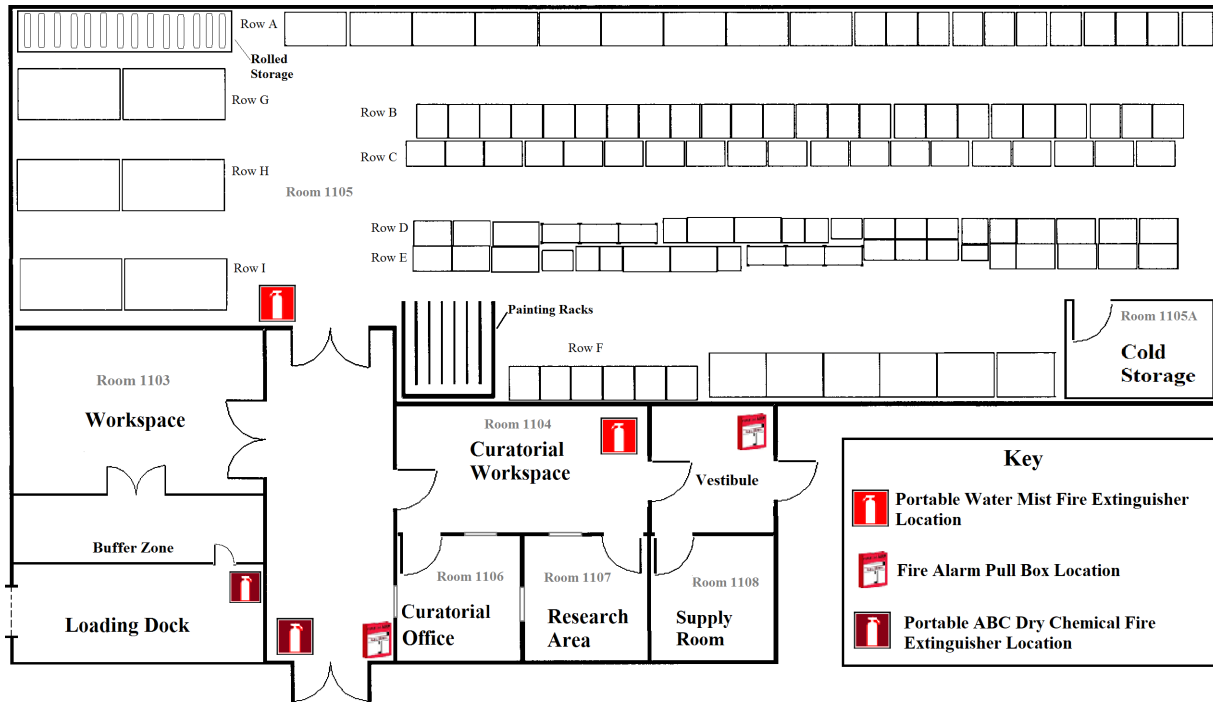 Row A
Rolled
Storage
Row G
Row B
Row C
Row H
Room 1105
Row D
Row E
Row I
Painting Racks
Room 1105A
Cold
Storage
Row F
Room 1103
Workspace
Room 1104
Curatorial
Workspace
Vestibule
Key
Portable Water Mist Fire Extinguisher
Location
Fire Alarm Pull Box Location
Portable ABC Dry Chemical Fire
Extinguisher Location
Buffer Zone
Loading Dock
Room 1106
Curatorial
Office
Room 1107
Research
Area
Room 1108
Supply
Room